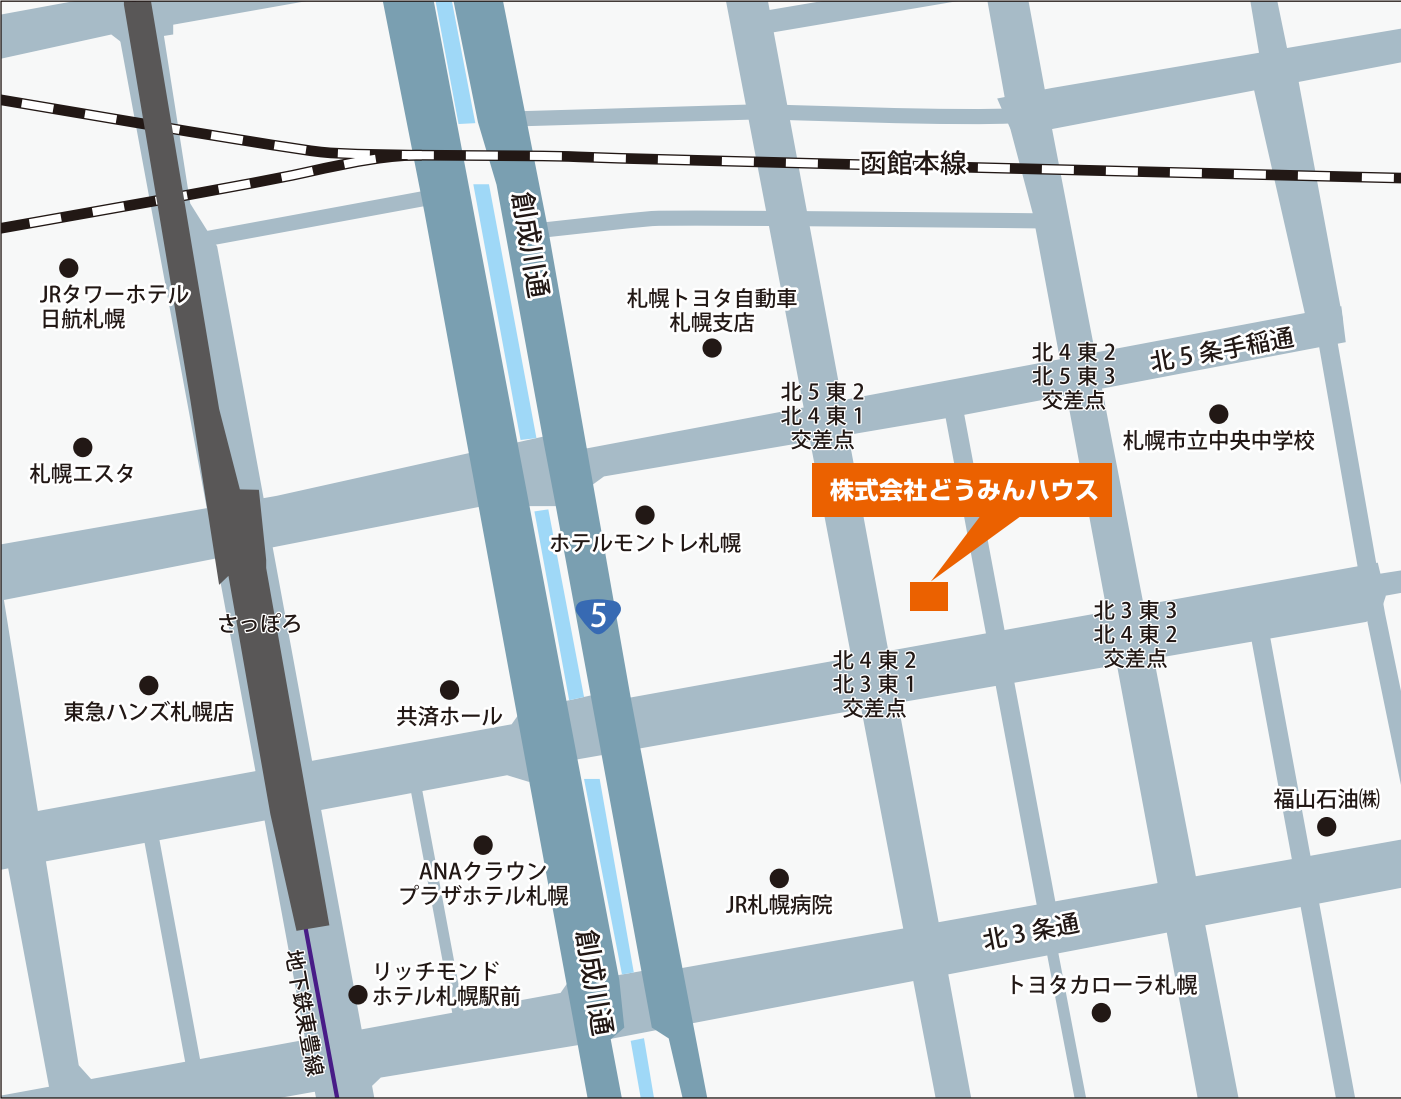 函館本線
創成川通
JRタワーホテル
日航札幌
札幌トヨタ自動車
札幌支店
北4東2
北5東3
交差点
北5条手稲通
北5東2
北4東1
交差点
札幌市立中央中学校
札幌エスタ
株式会社どうみんハウス
ホテルモントレ札幌
5
さっぽろ
北3東3
北4東2
交差点
北4東2
北3東1
交差点
東急ハンズ札幌店
共済ホール
福山石油㈱
ANAクラウン
プラザホテル札幌
JR札幌病院
北3条通
創成川通
リッチモンド
ホテル札幌駅前
地下鉄東豊線
トヨタカローラ札幌